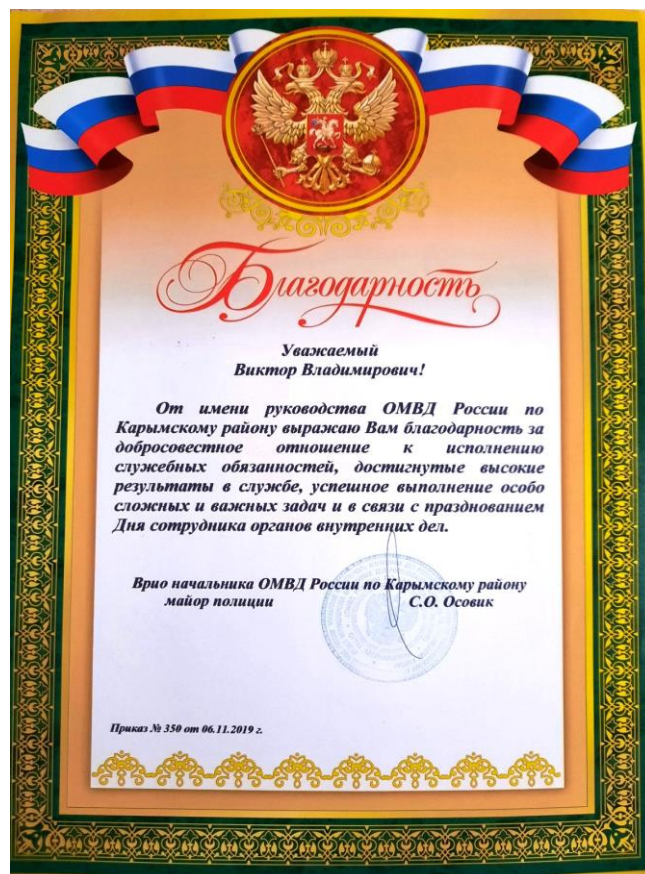 Благодарность
Уважаемый
Виктор Владимирович!
От имени руководства ОМВД России по
Карымскому району выражаю Вам благодарность за
добросовестное отношение к исполнению
служебных обязанностей, достигнутые высокие
результаты в службе, успешное выполнение особо
сложных и важных задач и в связи с празднованием
Дня сотрудника органов внутренних дел.
Врио начальника ОМВД России по Карымскому району
майор полиции С.О. Осовик
Приказ № 350 от 06.11.2019 г.